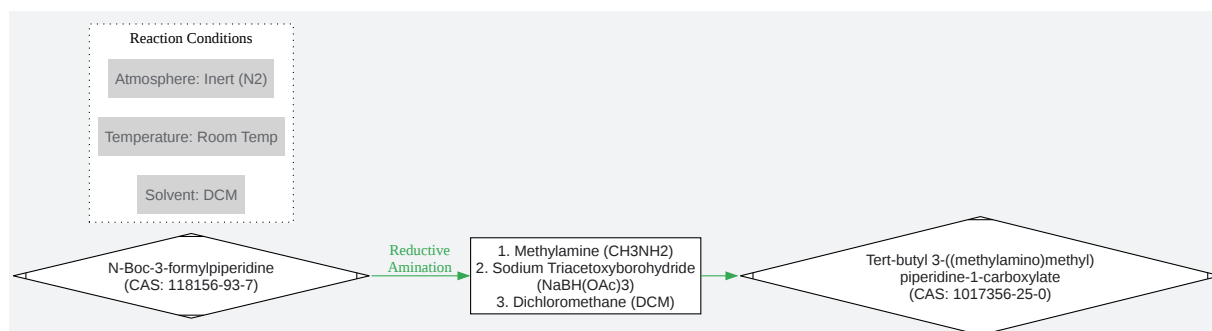 Reaction Conditions
Atmosphere: Inert (N2)
Temperature: Room Temp
Solvent: DCM
N-Boc-3-formylpiperidine
(CAS: 118156-93-7)
Reductive
Amination
1. Methylamine (CH3NH2)
2. Sodium Triacetoxyborohydride
(NaBH(OAc)3)
3. Dichloromethane (DCM)
Tert-butyl 3-((methylamino)methyl)
piperidine-1-carboxylate
(CAS: 1017356-25-0)